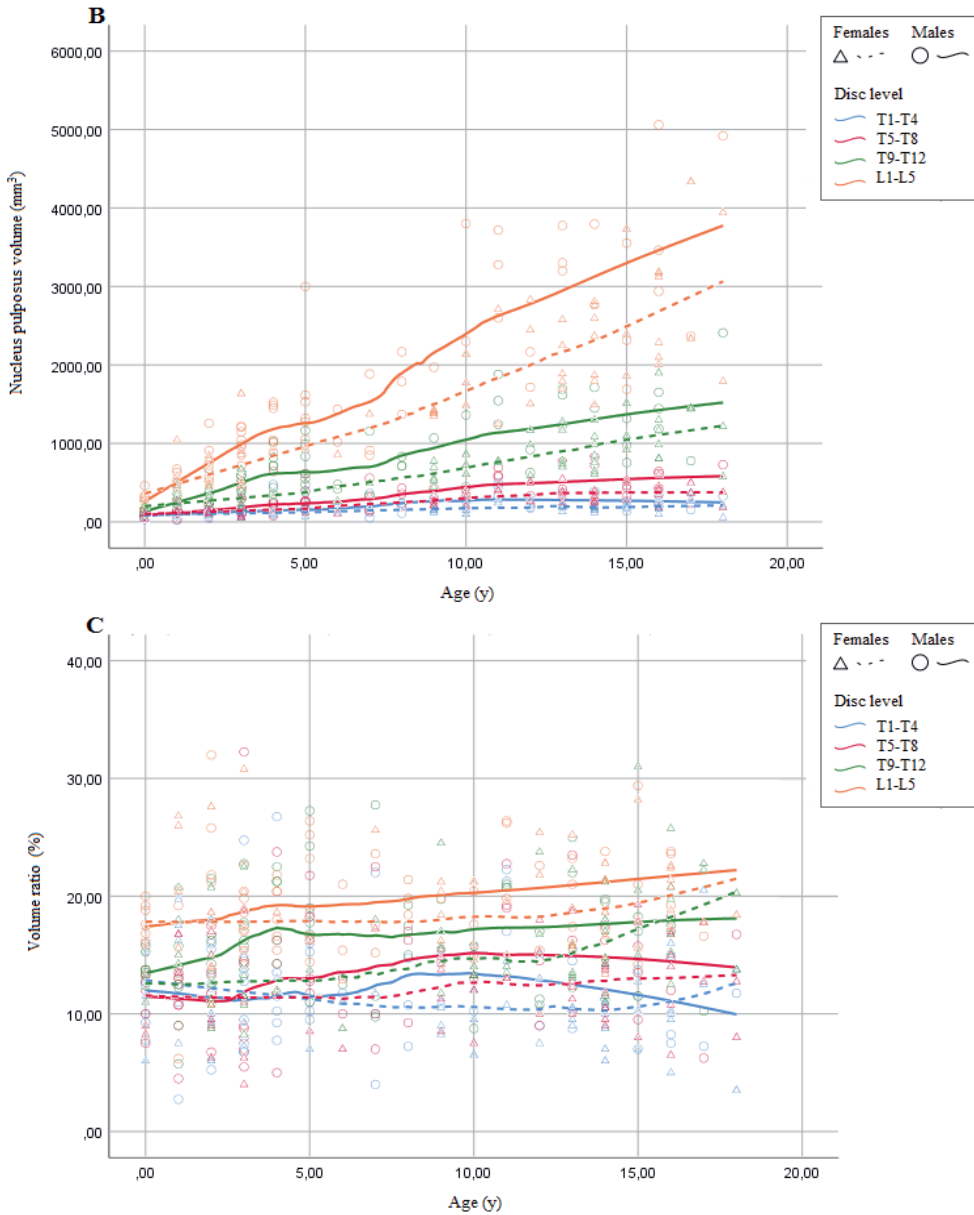 B
6000,00
5000,00
4000,00
3000,00
2000,00
1000,00
,00
Nucleus pulposus volume (mm³)
,00 5,00 10,00 15,00 20,00
Age (y)
Females Males
Disc level
T1-T4
T5-T8
T9-T12
L1-L5
C
40,00
30,00
20,00
10,00
,00
Volume ratio (%)
,00 5,00 10,00 15,00 20,00
Age (y)
Females Males
Disc level
T1-T4
T5-T8
T9-T12
L1-L5